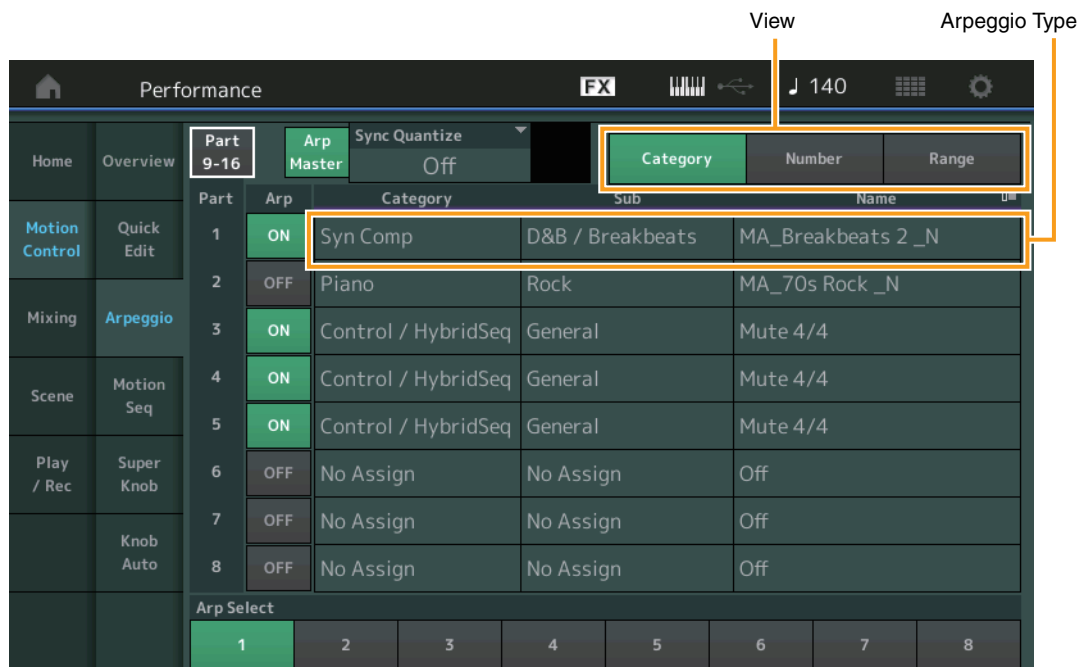 View
Arpeggio Type
Performance
FX
140
Home
Overview
Part
9-16
Arp
Master
Sync Quantize
Off
Category
Number
Range
Part
Arp
Category
Sub
Name
Motion
Control
Quick
Edit
1
ON
Syn Comp
D&B / Breakbeats
MA_Breakbeats 2 _N
2
OFF
Piano
Rock
MA_70s Rock _N
Mixing
Arpeggio
3
ON
Control / HybridSeq
General
Mute 4/4
Scene
Motion
Seq
4
ON
Control / HybridSeq
General
Mute 4/4
5
ON
Control / HybridSeq
General
Mute 4/4
Play
/ Rec
Super
Knob
6
OFF
No Assign
No Assign
Off
7
OFF
No Assign
No Assign
Off
Knob
Auto
8
OFF
No Assign
No Assign
Off
Arp Select
1
2
3
4
5
6
7
8